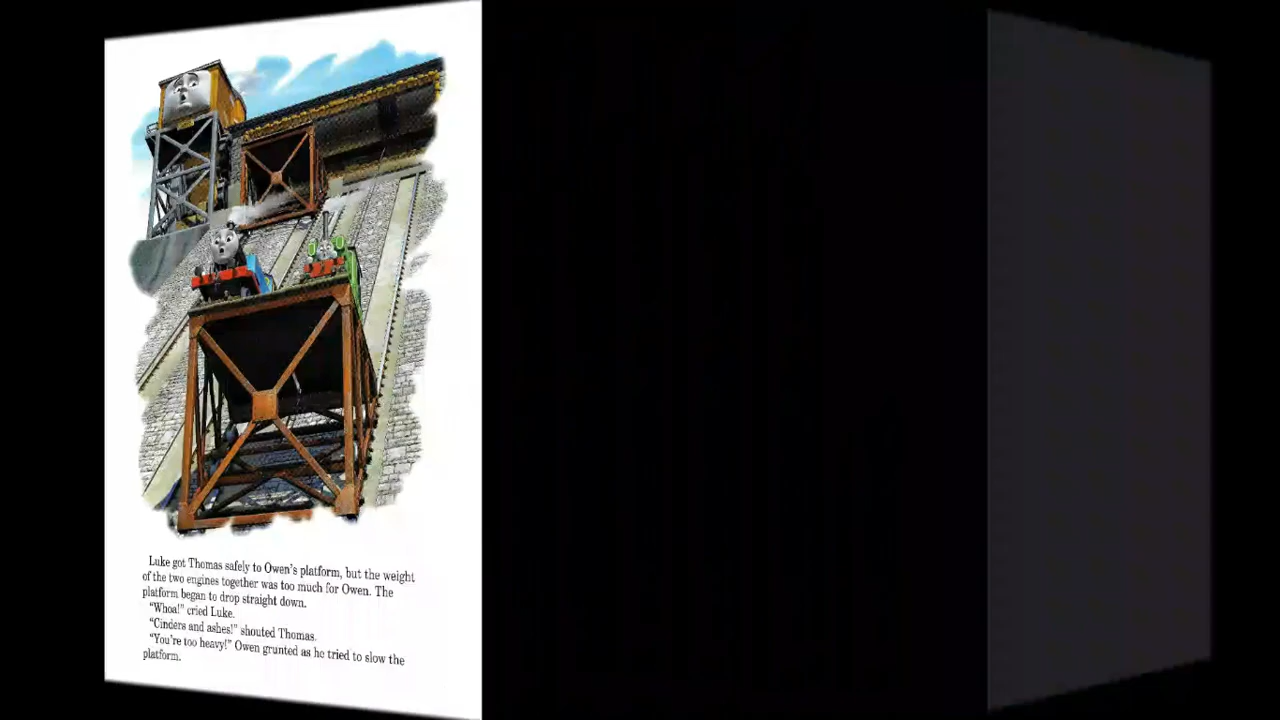 Luke got Thomas safely to Owen's platform, but the weight
of the two engines together was too much for Owen. The
platform began to drop straight down.
"Whoa!" cried Luke.
"Cinders and ashes!" shouted Thomas.
"You're too heavy!" Owen grunted as he tried to slow the
platform.